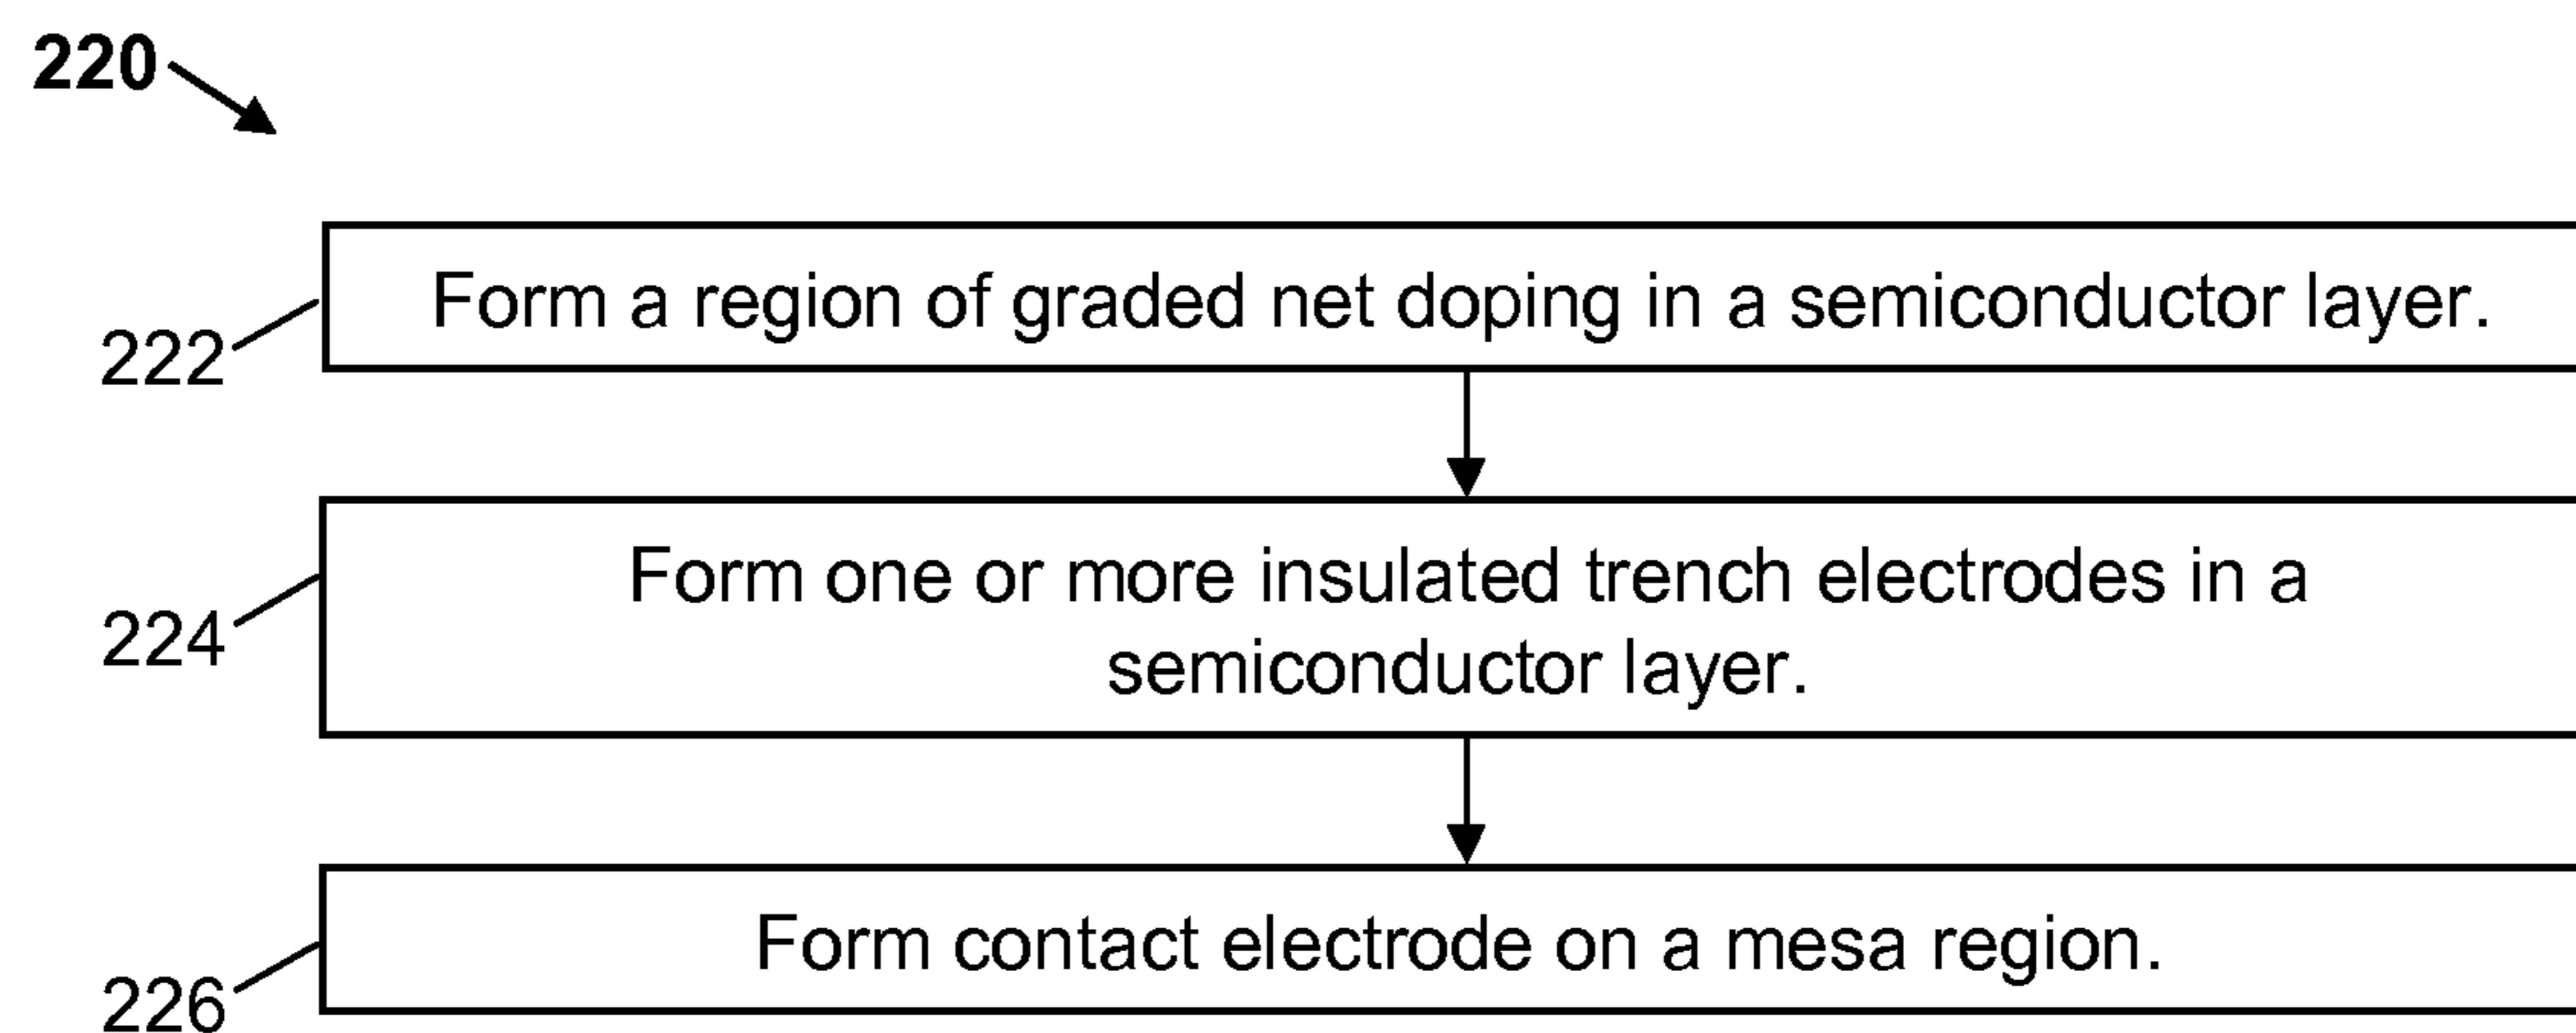 220
Form a region of graded net doping in a semiconductor layer.
222
Form one or more insulated trench electrodes in a
semiconductor layer.
224
Form contact electrode on a mesa region.
226